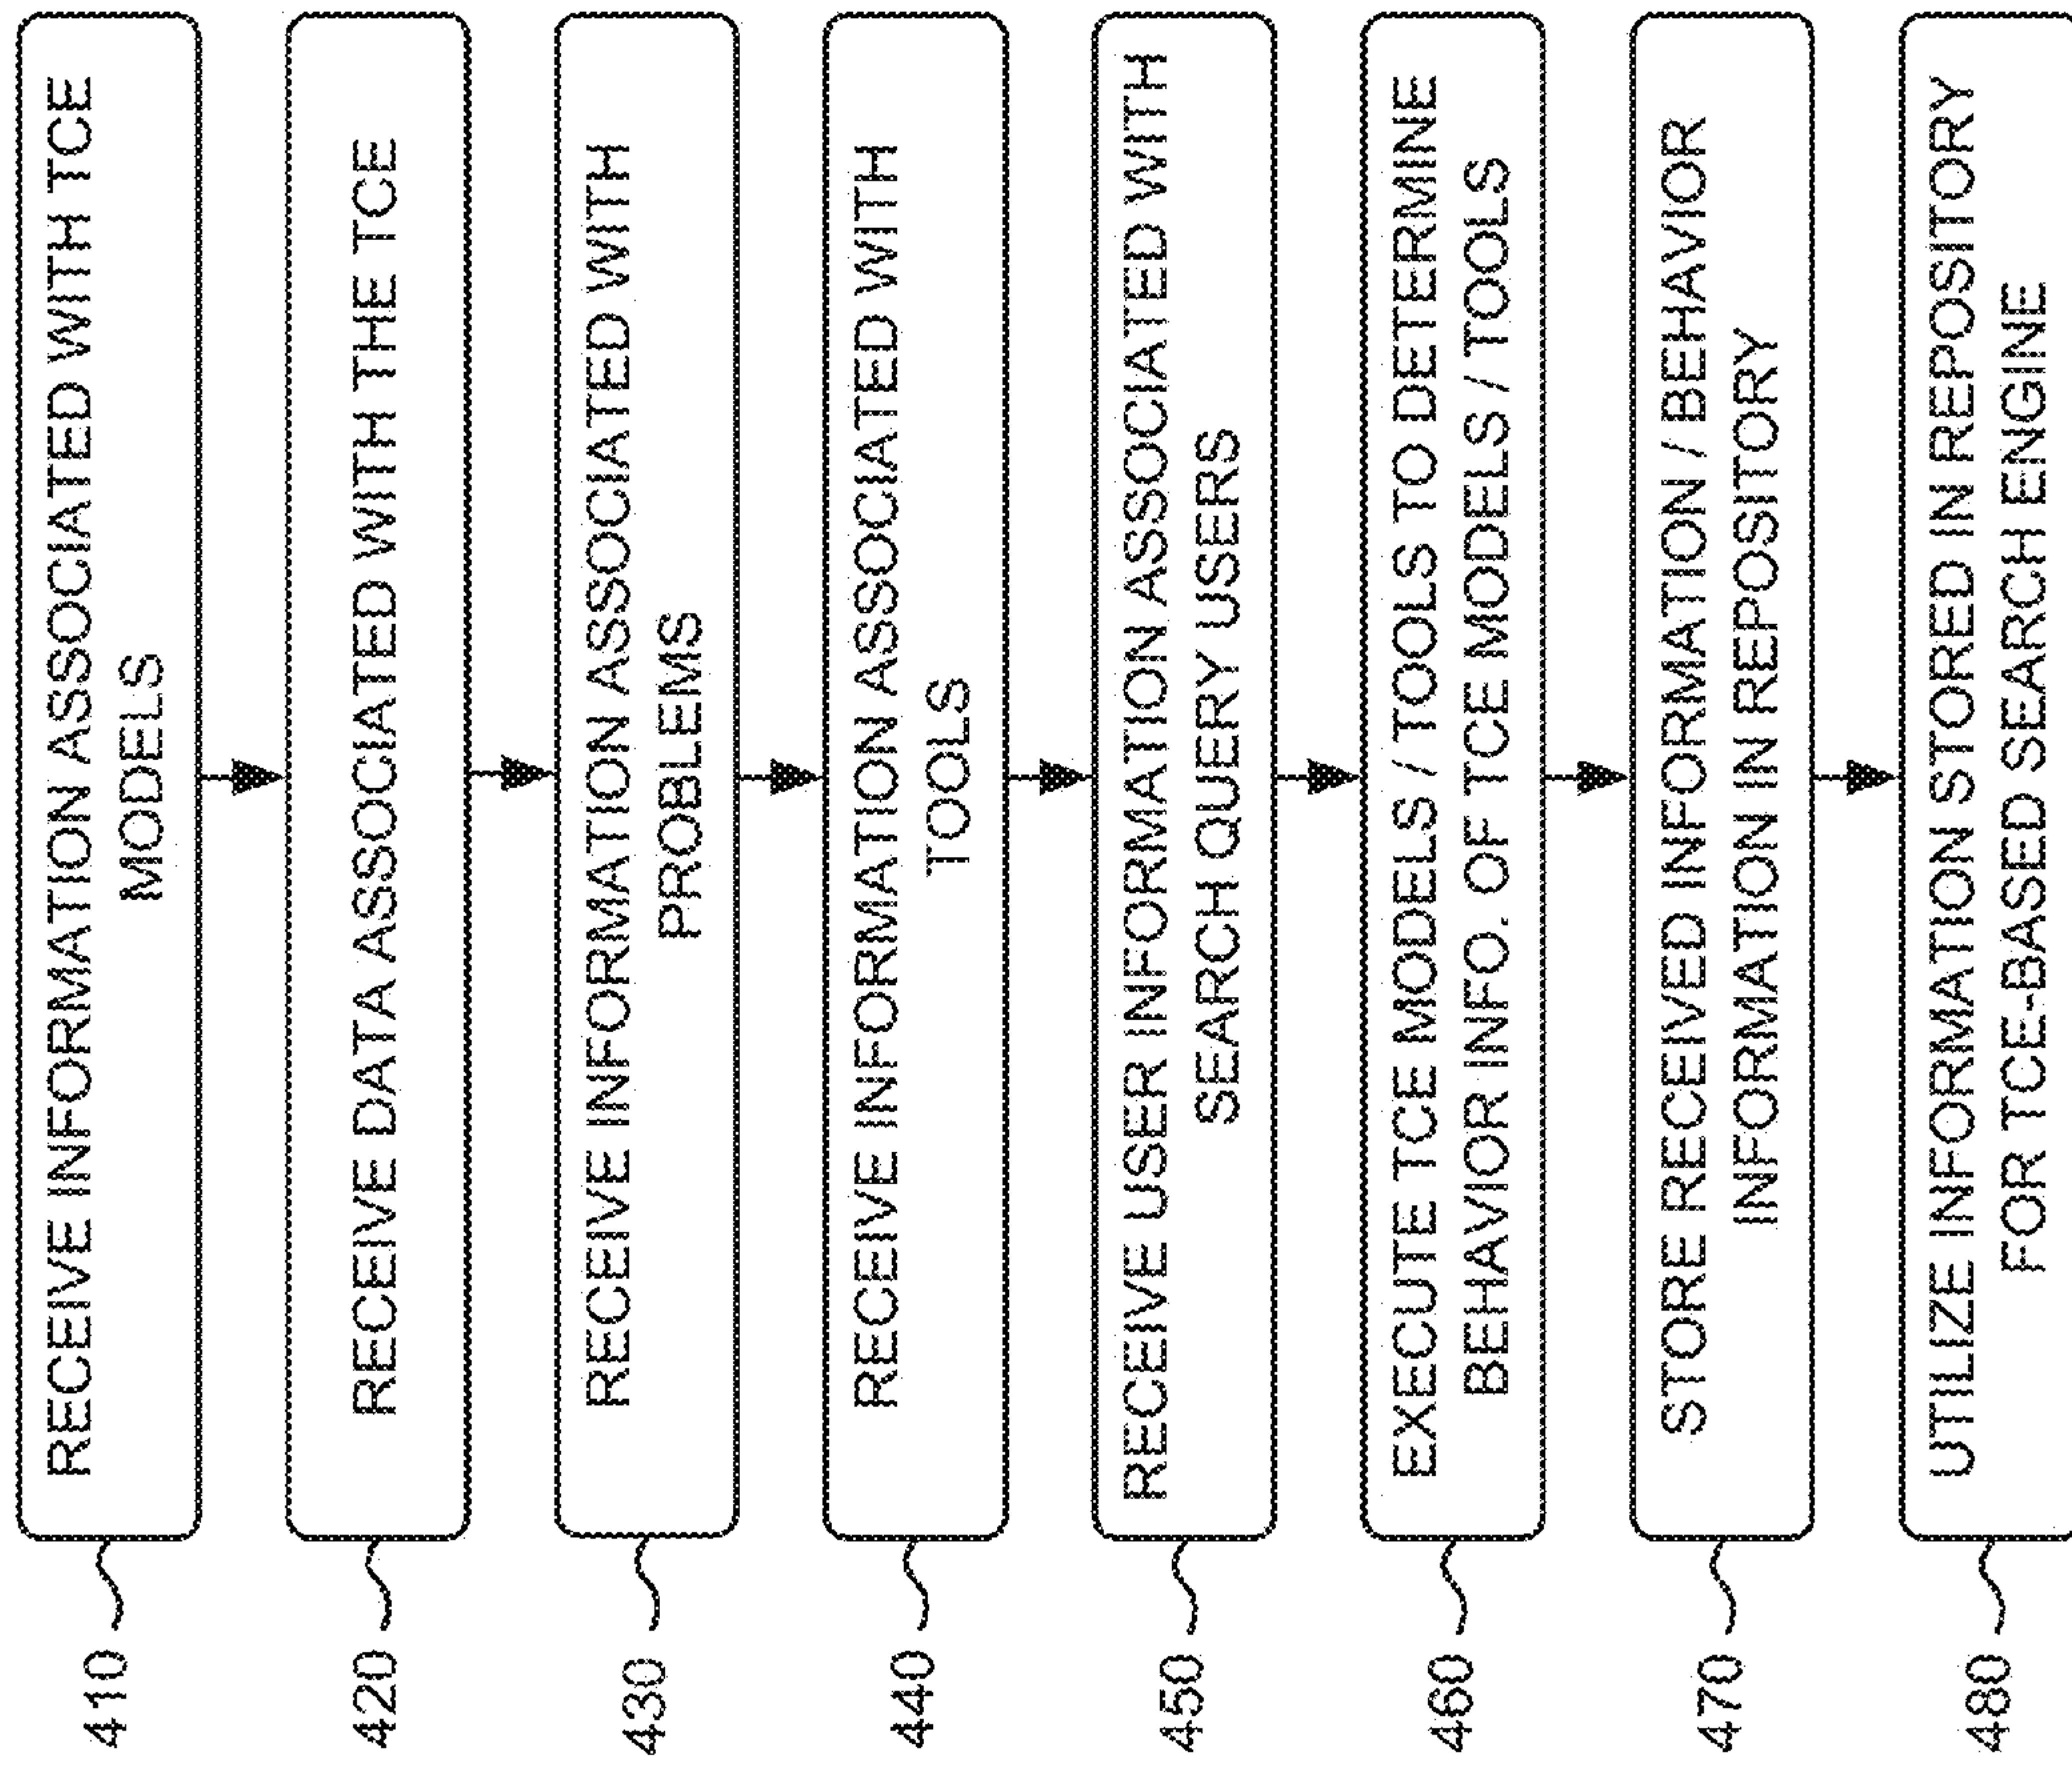 410
RECEIVE INFORMATION ASSOCIATED WITH TCE
MODELS
420
RECEIVE DATA ASSOCIATED WITH THE TCE
430
RECEIVE INFORMATION ASSOCIATED WITH
PROBLEMS
440
RECEIVE INFORMATION ASSOCIATED WITH
TOOLS
450
RECEIVE USER INFORMATION ASSOCIATED WITH
SEARCH QUERY USERS
460
EXECUTE TCE MODELS / TOOLS TO DETERMINE
BEHAVIOR INFO. OF TCE MODELS / TOOLS
470
STORE RECEIVED INFORMATION / BEHAVIOR
INFORMATION IN REPOSITORY
480
UTILIZE INFORMATION STORED IN REPOSITORY
FOR TCE-BASED SEARCH ENGINE